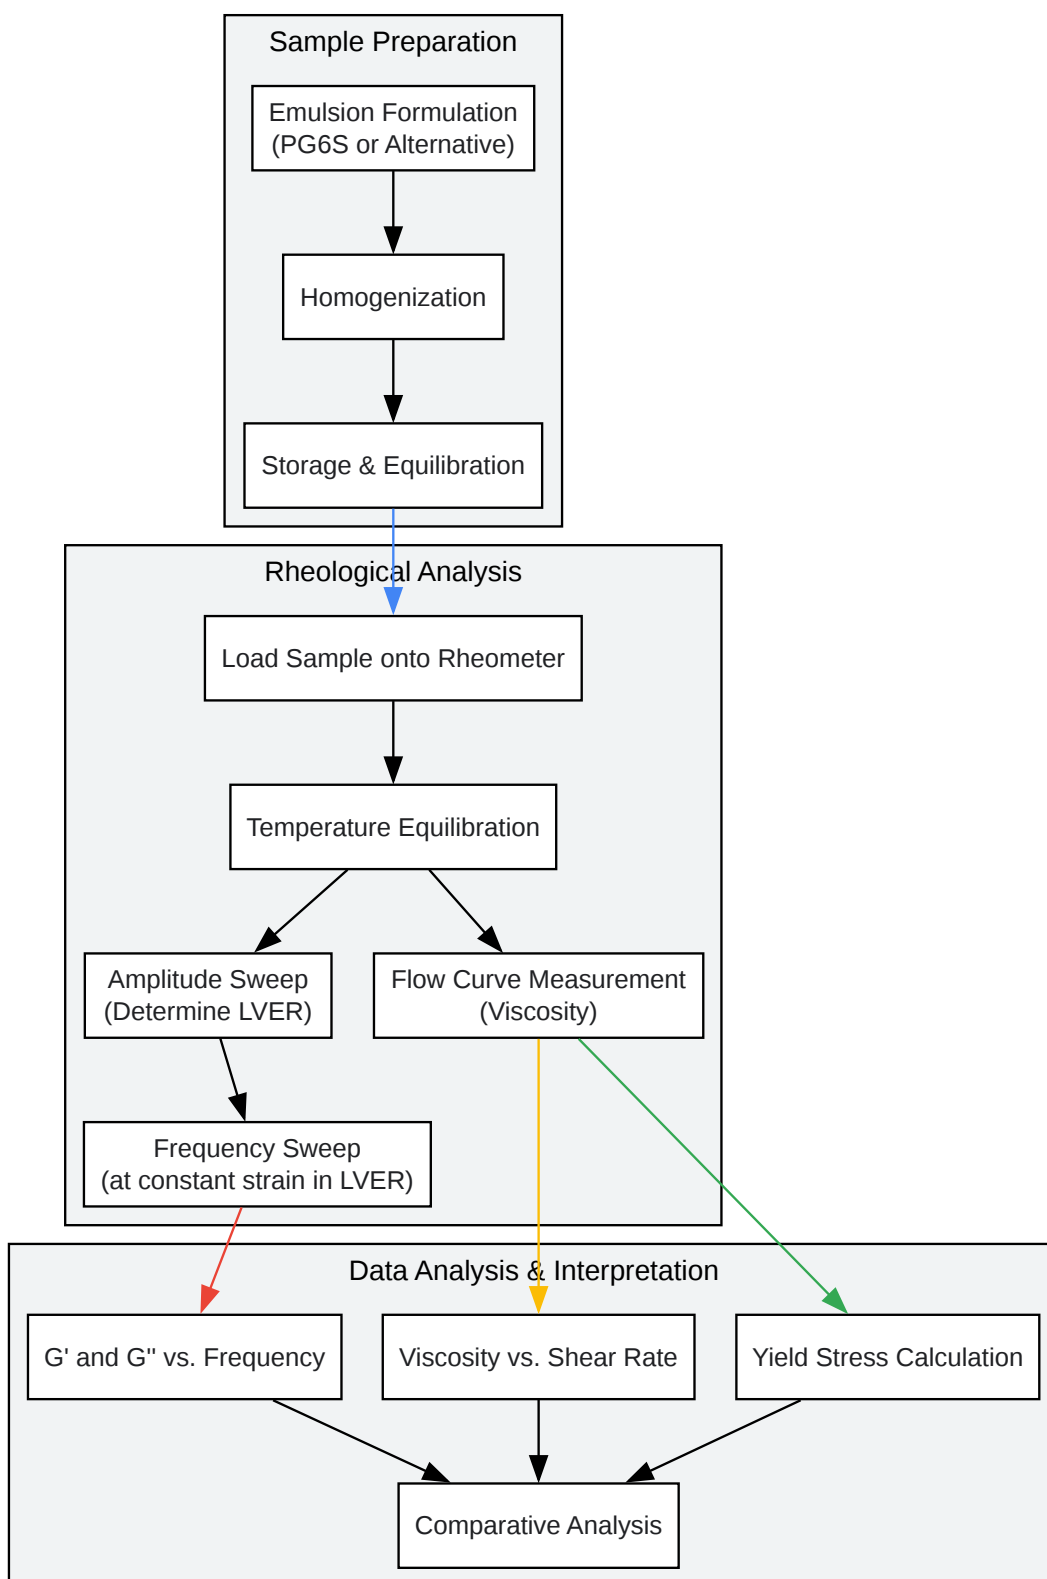 Sample Preparation
Emulsion Formulation
(PG6S or Alternative)
Homogenization
Storage & Equilibration
Rheological Analysis
Load Sample onto Rheometer
Temperature Equilibration
Amplitude Sweep
(Determine LVER)
Flow Curve Measurement
(Viscosity)
Frequency Sweep
(at constant strain in LVER)
Data Analysis & Interpretation
G' and G'' vs. Frequency
Viscosity vs. Shear Rate
Yield Stress Calculation
Comparative Analysis